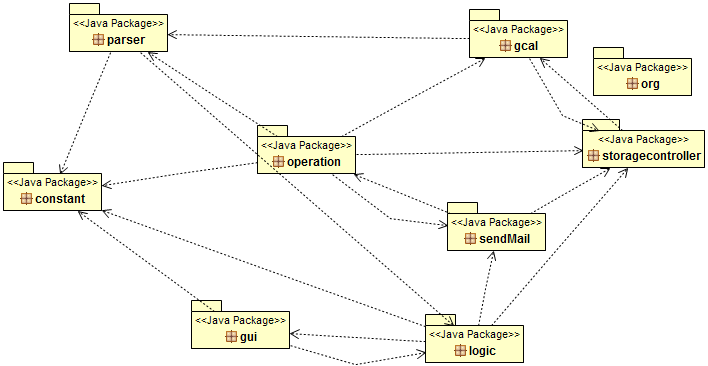 <<Java Package>>
parser
<<Java Package>>
gcal
<<Java Package>>
org
<<Java Package>>
operation
<<Java Package>>
storagecontroller
<<Java Package>>
constant
<<Java Package>>
sendMail
<<Java Package>>
gui
<<Java Package>>
logic